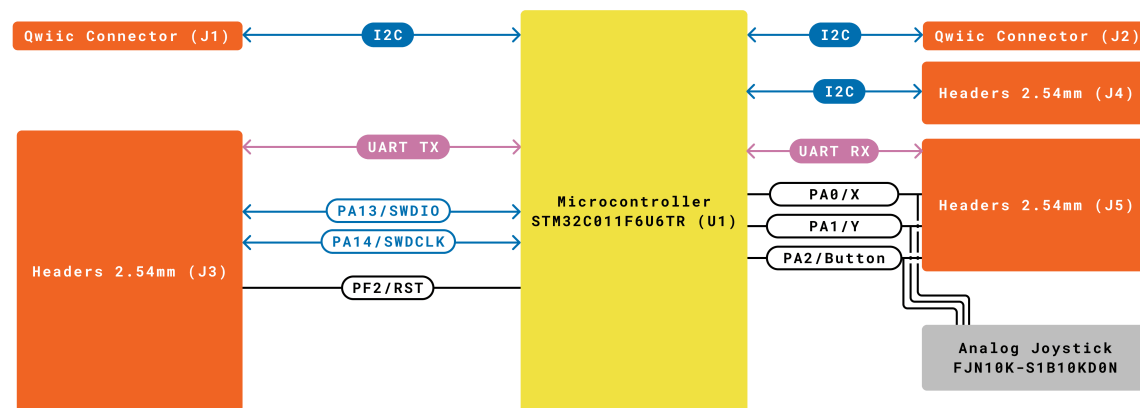 Qwiic Connector (J1)
I2C
I2C
Qwiic Connector (J2)
I2C
Headers 2.54mm (J4)
UART TX
UART RX
PA13/SWDIO
PA14/SWDCLK
Headers 2.54mm (J3)
PF2/RST
Microcontroller
STM32C011F6U6TR (U1)
PA0/X
PA1/Y
PA2/Button
Headers 2.54mm (J5)
Analog Joystick
FJN10K-S1B10KD0N